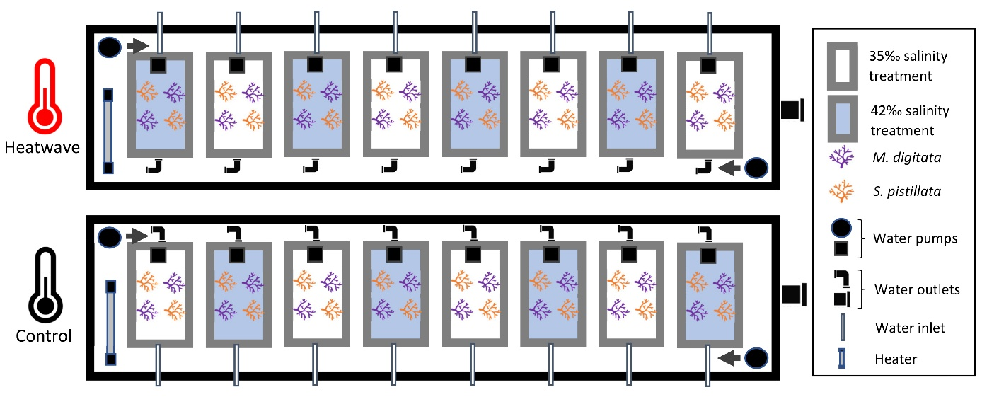 Heatwave
Control
35‰ salinity
treatment
42‰ salinity
treatment
M. digitata
S. pistillata
Water pumps
Water outlets
Water inlet
Heater